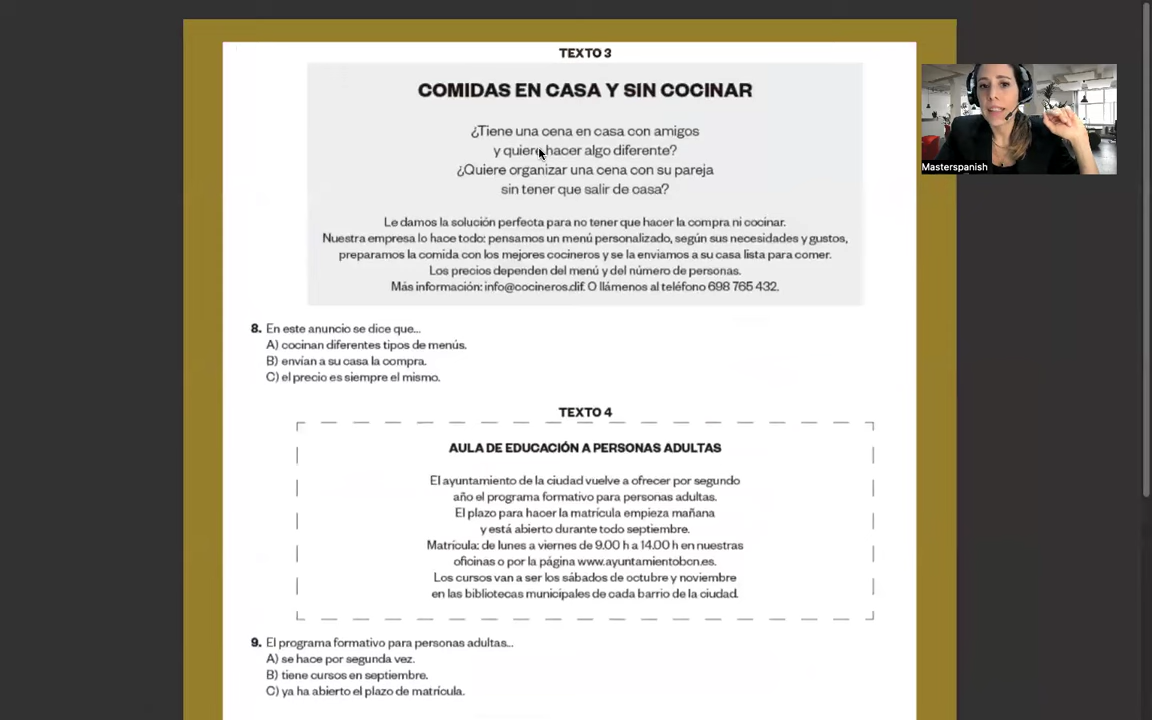 TEXTO 3
COMIDAS EN CASA Y SIN COCINAR
¿Tiene una cena en casa con amigos
y quiere hacer algo diferente?
¿Quiere organizar una cena con su pareja
sin tener que salir de casa?
Le damos la solución perfecta para no tener que hacer la compra ni cocinar.
Nuestra empresa lo hace todo: pensamos un menú personalizado, según sus necesidades y gustos,
preparamos la comida con los mejores cocineros y se la enviamos a su casa lista para comer.
Los precios dependen del menú y del número de personas.
Más información: info@cocineros.dif. O llámenos al teléfono 698 765 432.
8. En este anuncio se dice que...
A) cocinan diferentes tipos de menús.
B) envían a su casa la compra.
C) el precio es siempre el mismo.
TEXTO 4
AULA DE EDUCACIÓN A PERSONAS ADULTAS
El ayuntamiento de la ciudad vuelve a ofrecer por segundo
año el programa formativo para personas adultas.
El plazo para hacer la matrícula empieza mañana
y está abierto durante todo septiembre.
Matrícula: de lunes a viernes de 9.00 h a 14.00 h en nuestras
oficinas o por la página www.ayuntamientobcn.es.
Los cursos van a ser los sábados de octubre y noviembre
en las bibliotecas municipales de cada barrio de la ciudad.
9. El programa formativo para personas adultas...
A) se hace por segunda vez.
B) tiene cursos en septiembre.
C) ya ha abierto el plazo de matrícula.
Masterspanish